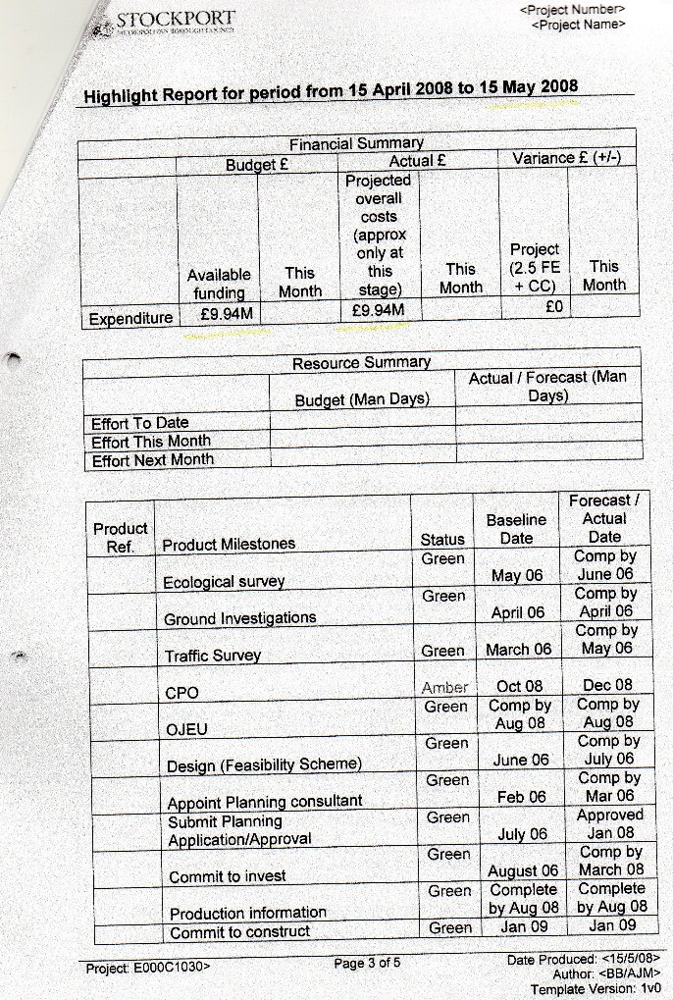 STOCKPORT
METROPOLITAN BOROUGH COUNCIL
<Project Number>
<Project Name>
Highlight Report for period from 15 April 2008 to 15 May 2008
Financial Summary
Budget £ Actual £ Variance £ (+/-)
Available funding This Month Projected overall costs (approx only at this stage) This Month Project (2.5 FE + CC) This Month
Expenditure £9.94M £9.94M £0
Resource Summary
Budget (Man Days) Actual / Forecast (Man Days)
Effort To Date
Effort This Month
Effort Next Month
Product Ref. Product Milestones Status Baseline Date Forecast / Actual Date
Ecological survey Green May 06 Comp by June 06
Ground Investigations Green April 06 Comp by April 06
Traffic Survey Green March 06 Comp by May 06
CPO Amber Oct 08 Dec 08
OJEU Green Comp by Aug 08 Comp by Aug 08
Design (Feasibility Scheme) Green June 06 Comp by July 06
Appoint Planning consultant Green Feb 06 Comp by Mar 06
Submit Planning Application/Approval Green July 06 Approved Jan 08
Commit to invest Green August 06 Comp by March 08
Production information Green Complete by Aug 08 Complete by Aug 08
Commit to construct Green Jan 09 Jan 09
Project: E000C1030> Page 3 of 5 Date Produced: <15/5/08>
Author: <BB/AJM>
Template Version: 1v0